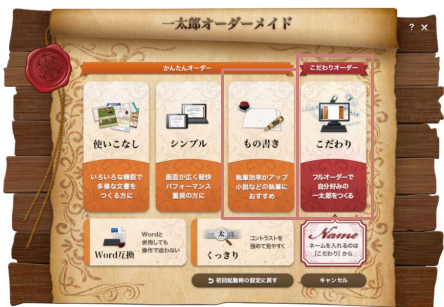 一太郎オーダーメイド
? ×
かんたんオーダー
こだわりオーダー
使いこなし
シンプル
もの書き
こだわり
いろいろな機能で
多様な文書を
つくる方に
画面が広く軽快
パフォーマンス
重視の方に
執筆効率がアップ
小説などの執筆に
おすすめ
フルオーダーで
自分好みの
一太郎をつくる
Word互換
Wordと
併用しても
操作で迷わない
太
くっきり
コントラストを
強めて見やすく
Name
ネームを入れるのは
[こだわり] から
初回起動時の設定に戻す
キャンセル